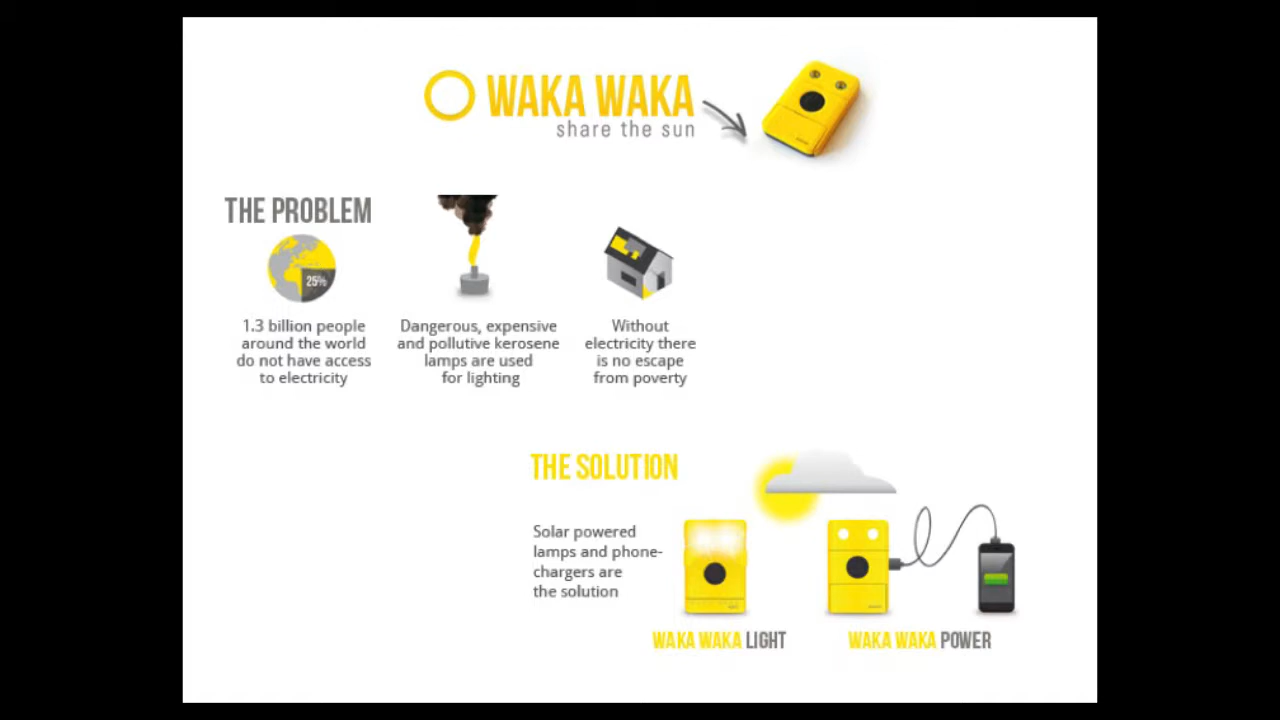 WAKA WAKA
share the sun
THE PROBLEM
25%
1.3 billion people
around the world
do not have access
to electricity
Dangerous, expensive
and pollutive kerosene
lamps are used
for lighting
Without
electricity there
is no escape
from poverty
THE SOLUTION
Solar powered
lamps and phone-
chargers are
the solution
WAKA WAKA LIGHT
WAKA WAKA POWER